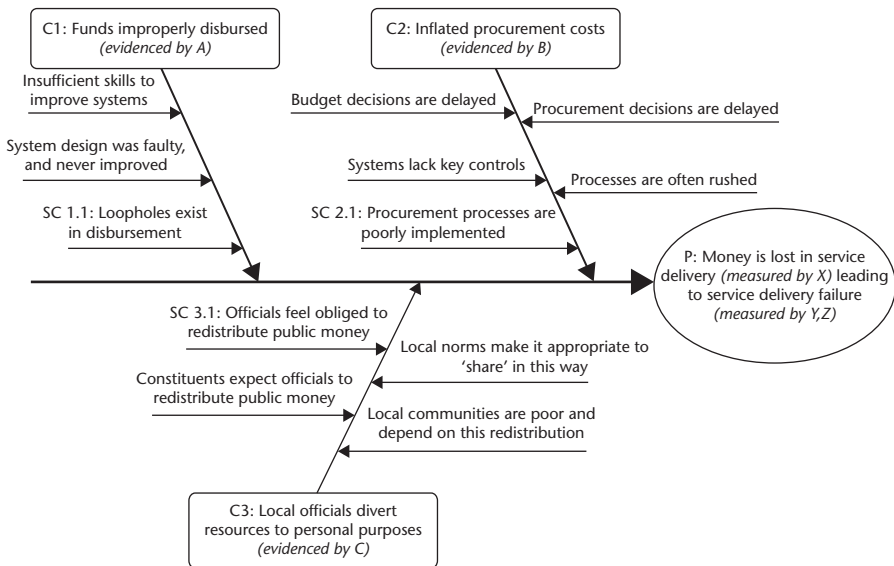 C1: Funds improperly disbursed
(evidenced by A)
C2: Inflated procurement costs
(evidenced by B)
Insufficient skills to
improve systems
System design was faulty,
and never improved
SC 1.1: Loopholes exist
in disbursement
Budget decisions are delayed
Procurement decisions are delayed
Systems lack key controls
Processes are often rushed
SC 2.1: Procurement processes are
poorly implemented
P: Money is lost in service
delivery (measured by X) leading
to service delivery failure
(measured by Y,Z)
SC 3.1: Officials feel obliged to
redistribute public money
Local norms make it appropriate to
‘share’ in this way
Constituents expect officials to
redistribute public money
Local communities are poor and
depend on this redistribution
C3: Local officials divert
resources to personal purposes
(evidenced by C)